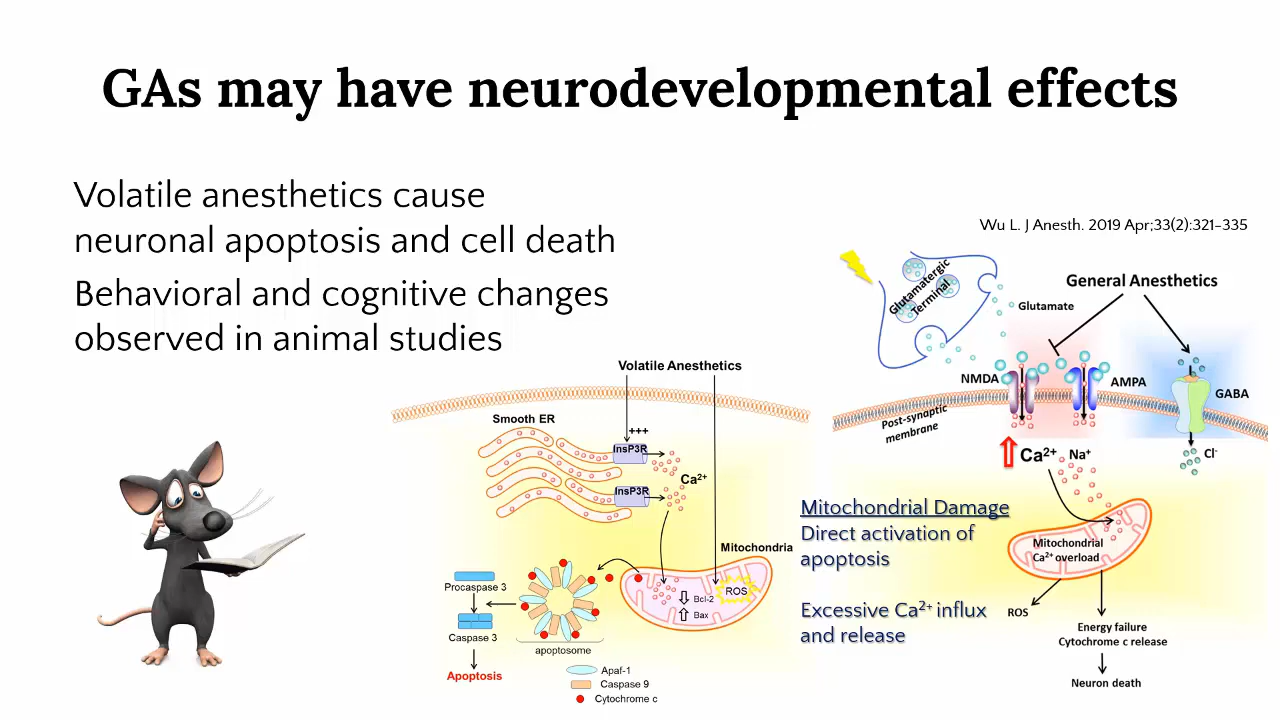 GAs may have neurodevelopmental effects
Volatile anesthetics cause
neuronal apoptosis and cell death
Behavioral and cognitive changes
observed in animal studies
Wu L. J Anesth. 2019 Apr;33(2):321-335
Volatile Anesthetics
Smooth ER
+++
InsP3R
InsP3R
Ca2+
Mitochondria
Bcl-2
Bax
ROS
Procaspase 3
Caspase 3
Apoptosis
apoptosome
Apaf-1
Caspase 9
Cytochrome c
Glutamatergic
Terminal
Glutamate
General Anesthetics
NMDA
AMPA
GABA
Post-synaptic
membrane
Ca2+
Na+
Cl-
Mitochondrial Damage
Direct activation of
apoptosis
Excessive Ca2+ influx
and release
Mitochondrial
Ca2+ overload
ROS
Energy failure
Cytochrome c release
Neuron death